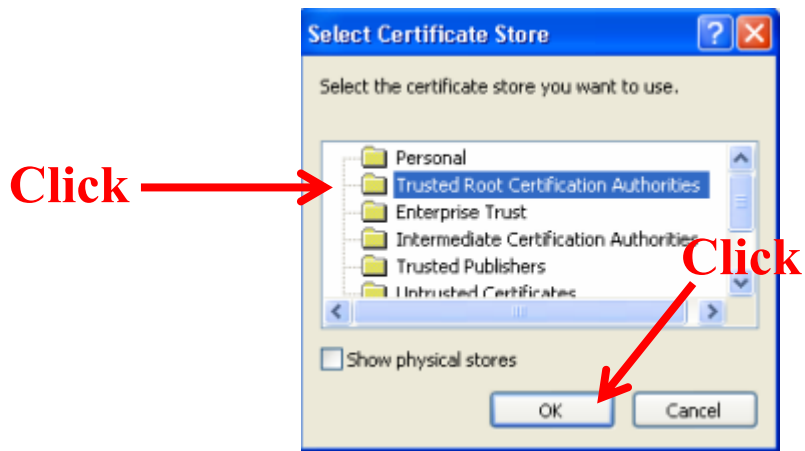 Select Certificate Store
Select the certificate store you want to use.
Personal
Click
Trusted Root Certification Authorities
Enterprise Trust
Intermediate Certification Authorities
Click
Trusted Publishers
Untrusted Certificates
Show physical stores
OK
Cancel